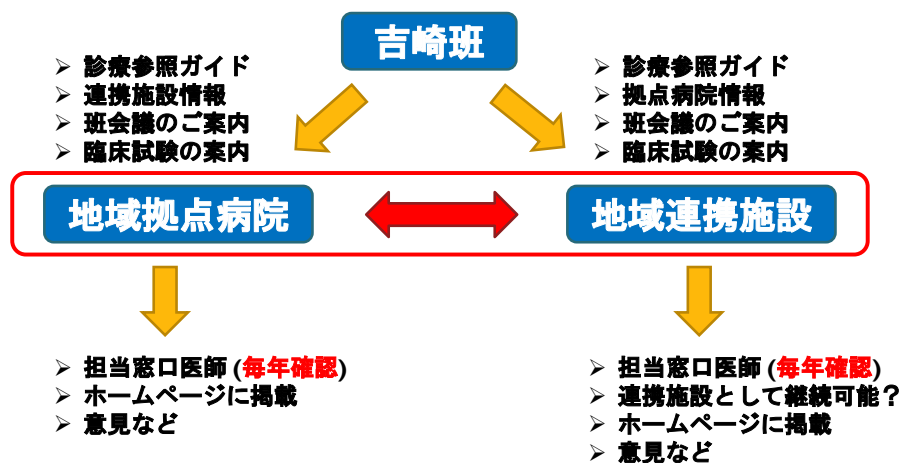 吉崎班
➢ 診療参照ガイド
➢ 連携施設情報
➢ 班会議のご案内
➢ 臨床試験の案内
➢ 診療参照ガイド
➢ 拠点病院情報
➢ 班会議のご案内
➢ 臨床試験の案内
地域拠点病院
地域連携施設
➢ 担当窓口医師 (毎年確認)
➢ ホームページに掲載
➢ 意見など
➢ 担当窓口医師 (毎年確認)
➢ 連携施設として継続可能？
➢ ホームページに掲載
➢ 意見など